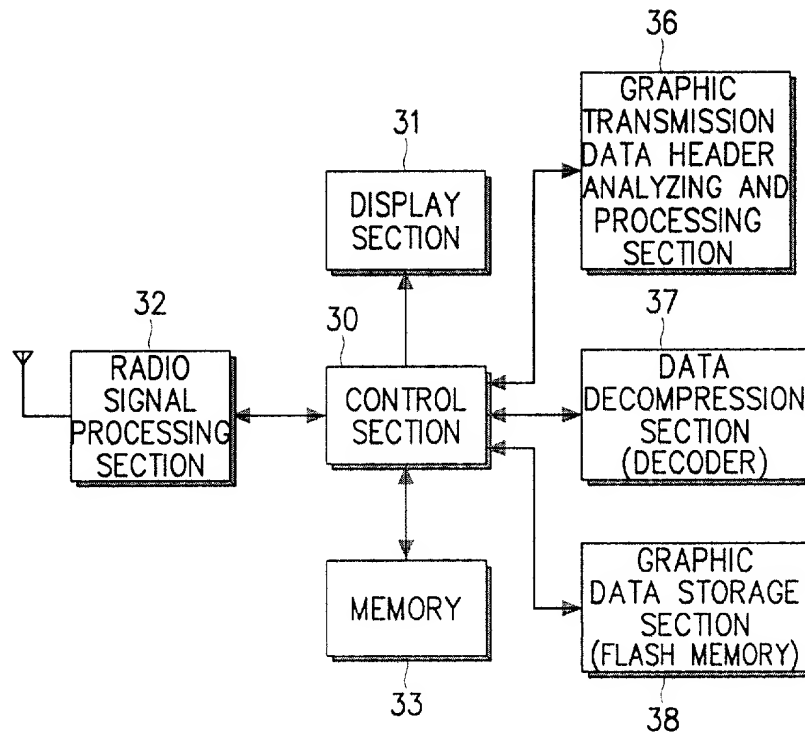 36
GRAPHIC
TRANSMISSION
DATA HEADER
ANALYZING AND
PROCESSING
SECTION
31
DISPLAY
SECTION
32
RADIO
SIGNAL
PROCESSING
SECTION
30
CONTROL
SECTION
37
DATA
DECOMPRESSION
SECTION
(DECODER)
MEMORY
33
GRAPHIC
DATA STORAGE
SECTION
(FLASH MEMORY)
38